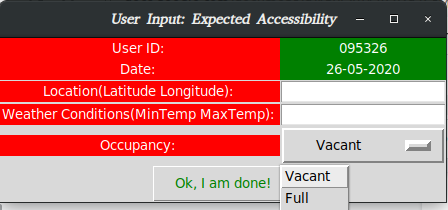 User Input: Expected Accessibility
User ID: 095326
Date: 26-05-2020
Location(Latitude Longitude):
Weather Conditions(MinTemp MaxTemp):
Occupancy: Vacant
Ok, I am done! Vacant
Full